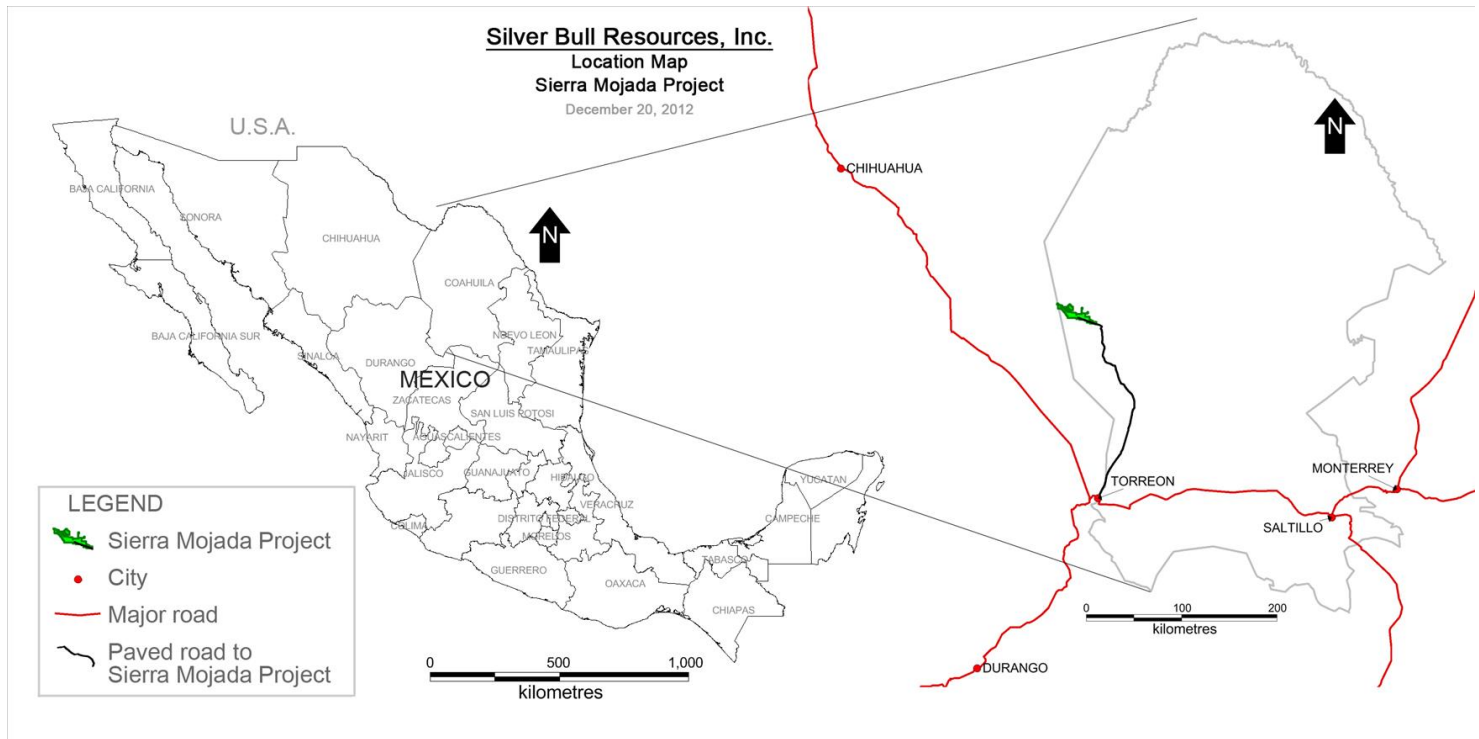 Silver Bull Resources, Inc.
Location Map
Sierra Mojada Project
December 20, 2012
U.S.A.
N
BAJA CALIFORNIA
ZONORA
CHIHUAHUA
COAHUILA
BAJA CALIFORNIA SUR
NUEVO LEON
TAMAULIPAS
SINALOA
DURANGO
MEXICO
ZACATECAS
SAN LUIS POTOSI
NAYARIT
AGUASCALIENTES
JALISCO
GUANAJUAYO
HIDALGO
VERACRUZ
YUCATAN
CAMPECHE
COLIMA
DISTRITO FEDERAL
MORELOS
TABASCO
GUERRERO
OAXACA
CHIAPAS
0 500 1,000
kilometres
LEGEND
Sierra Mojada Project
City
Major road
Paved road to
Sierra Mojada Project
N
CHIHUAHUA
TORREON
MONTERREY
SALTILLO
DURANGO
0 100 200
kilometres